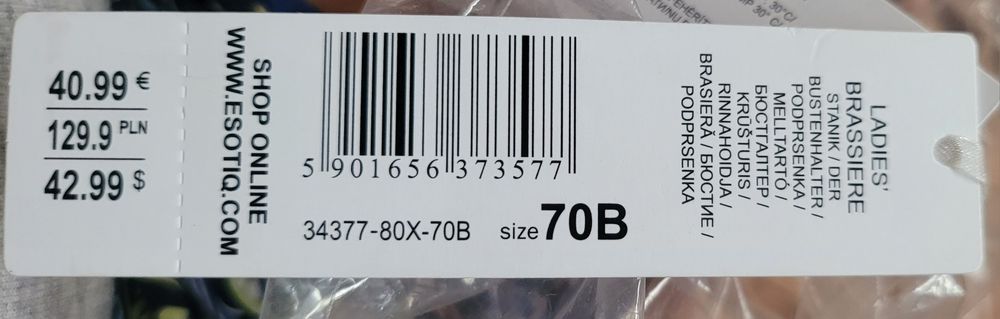 40.99 €
129.9 PLN
42.99 $
SHOP ONLINE
WWW.ESOTIQ.COM
5 901656 373577
34377-80X-70B
size 70B
LADIES'
BRASSIERE
STANIK / DER
BUSTENHALTER /
PODPRSENKA /
MELLTARTÓ /
БЮСТГАЛТЕР /
KRŪŠTURIS /
RINNAHOIDJA /
BRASIERĂ / БЮСТИЕ /
PODPRSENKA